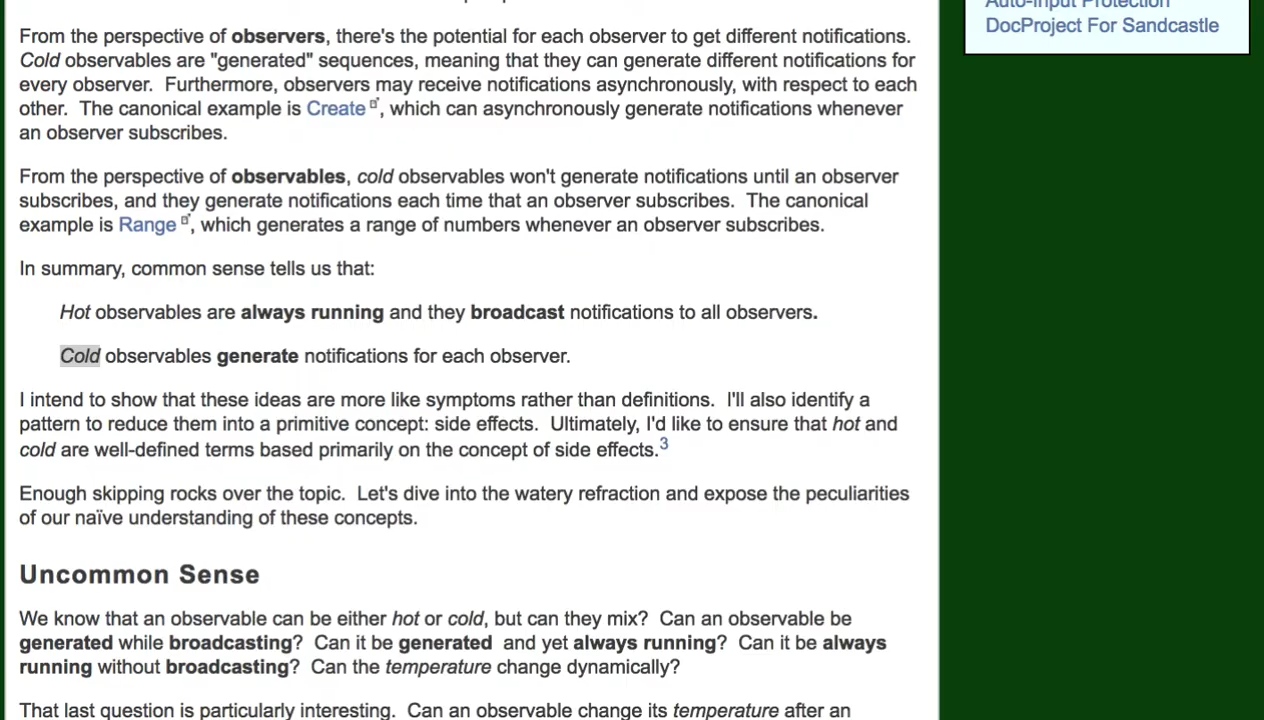 Auto-Input Protection
DocProject For Sandcastle
From the perspective of observers, there's the potential for each observer to get different notifications.
Cold observables are "generated" sequences, meaning that they can generate different notifications for
every observer.  Furthermore, observers may receive notifications asynchronously, with respect to each
other.  The canonical example is Create, which can asynchronously generate notifications whenever
an observer subscribes.
From the perspective of observables, cold observables won't generate notifications until an observer
subscribes, and they generate notifications each time that an observer subscribes.  The canonical
example is Range, which generates a range of numbers whenever an observer subscribes.
In summary, common sense tells us that:
Hot observables are always running and they broadcast notifications to all observers.
Cold observables generate notifications for each observer.
I intend to show that these ideas are more like symptoms rather than definitions.  I'll also identify a
pattern to reduce them into a primitive concept: side effects.  Ultimately, I'd like to ensure that hot and
cold are well-defined terms based primarily on the concept of side effects.3
Enough skipping rocks over the topic.  Let's dive into the watery refraction and expose the peculiarities
of our naïve understanding of these concepts.
Uncommon Sense
We know that an observable can be either hot or cold, but can they mix?  Can an observable be
generated while broadcasting?  Can it be generated  and yet always running?  Can it be always
running without broadcasting?  Can the temperature change dynamically?
That last question is particularly interesting.  Can an observable change its temperature after an